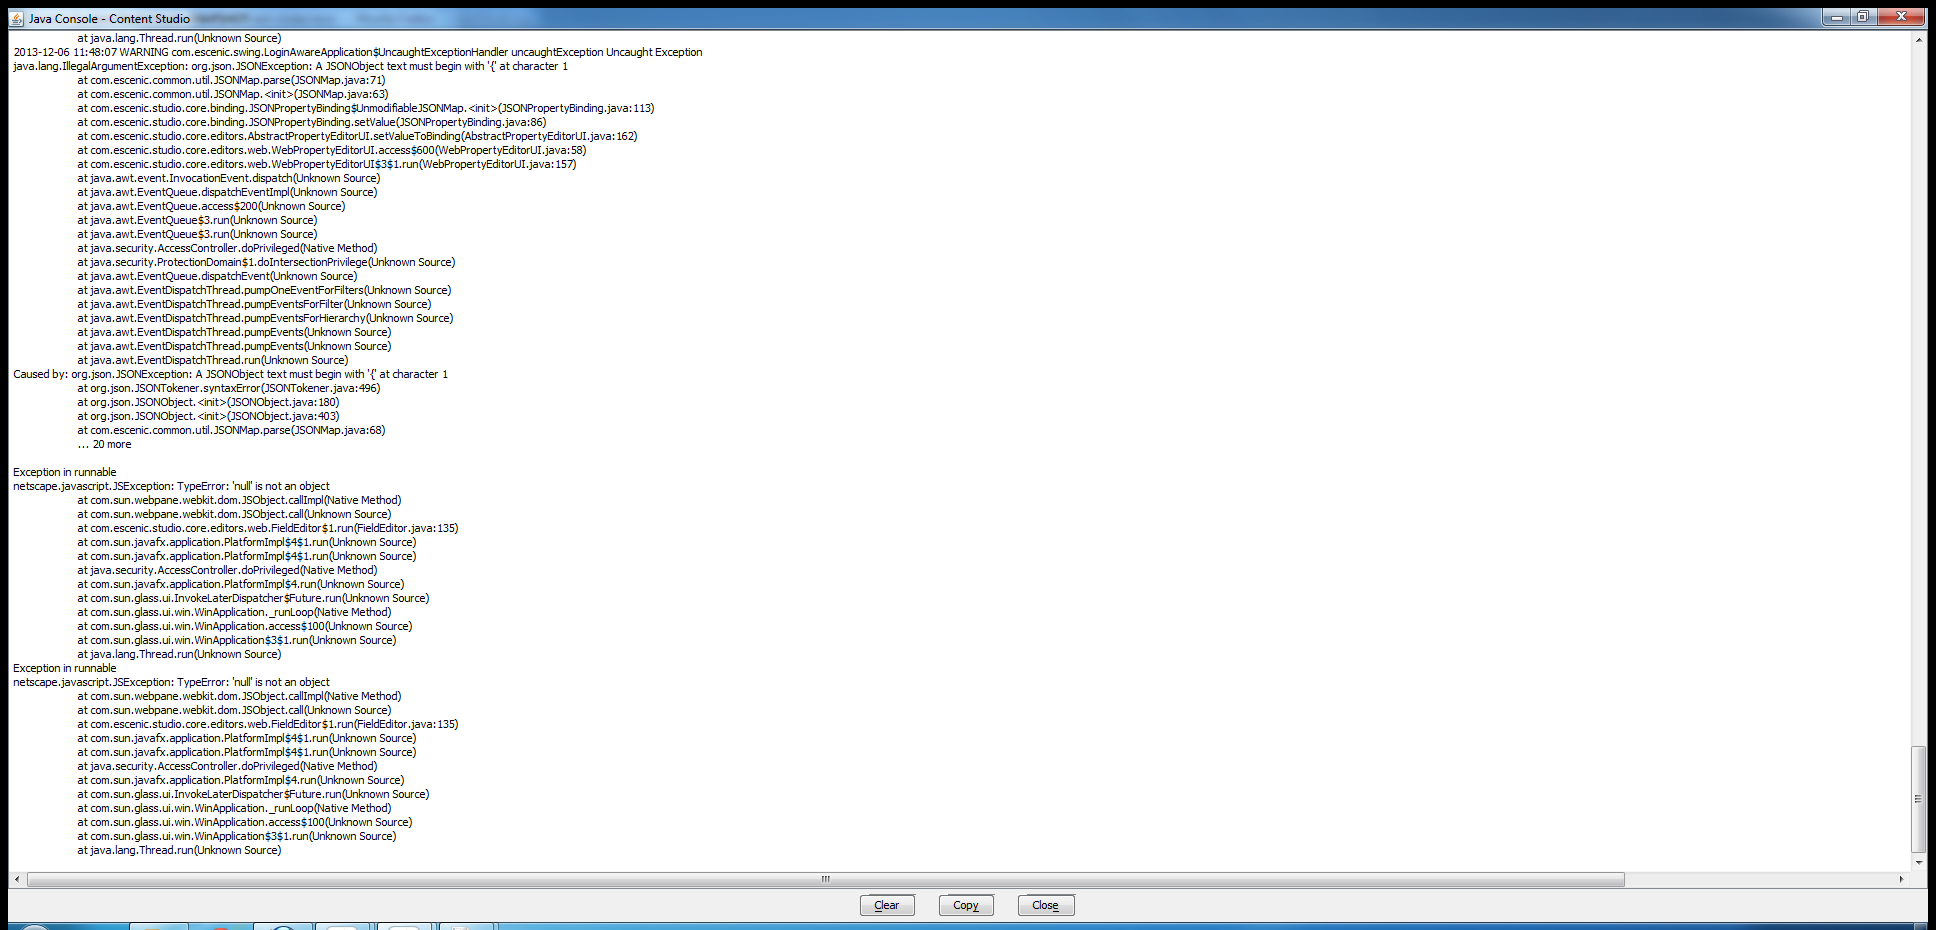 Java Console - Content Studio
at java.lang.Thread.run(Unknown Source)
2013-12-06 11:48:07 WARNING com.escenic.swing.LoginAwareApplication$UncaughtExceptionHandler uncaughtException Uncaught Exception
java.lang.IllegalArgumentException: org.json.JSONException: A JSONObject text must begin with '{' at character 1
at com.escenic.common.util.JSONMap.parse(JSONMap.java:71)
at com.escenic.common.util.JSONMap.<init>(JSONMap.java:63)
at com.escenic.studio.core.binding.JSONPropertyBinding$UnmodifiableJSONMap.<init>(JSONPropertyBinding.java:113)
at com.escenic.studio.core.binding.JSONPropertyBinding.setValue(JSONPropertyBinding.java:86)
at com.escenic.studio.core.editors.AbstractPropertyEditorUI.setValueToBinding(AbstractPropertyEditorUI.java:162)
at com.escenic.studio.core.editors.web.WebPropertyEditorUI.access$600(WebPropertyEditorUI.java:58)
at com.escenic.studio.core.editors.web.WebPropertyEditorUI$3$1.run(WebPropertyEditorUI.java:157)
at java.awt.event.InvocationEvent.dispatch(Unknown Source)
at java.awt.EventQueue.dispatchEventImpl(Unknown Source)
at java.awt.EventQueue.access$200(Unknown Source)
at java.awt.EventQueue$3.run(Unknown Source)
at java.awt.EventQueue$3.run(Unknown Source)
at java.security.AccessController.doPrivileged(Native Method)
at java.security.ProtectionDomain$1.doIntersectionPrivilege(Unknown Source)
at java.awt.EventQueue.dispatchEvent(Unknown Source)
at java.awt.EventDispatchThread.pumpOneEventForFilters(Unknown Source)
at java.awt.EventDispatchThread.pumpEventsForFilter(Unknown Source)
at java.awt.EventDispatchThread.pumpEventsForHierarchy(Unknown Source)
at java.awt.EventDispatchThread.pumpEvents(Unknown Source)
at java.awt.EventDispatchThread.pumpEvents(Unknown Source)
at java.awt.EventDispatchThread.run(Unknown Source)
Caused by: org.json.JSONException: A JSONObject text must begin with '{' at character 1
at org.json.JSONTokener.syntaxError(JSONTokener.java:496)
at org.json.JSONObject.<init>(JSONObject.java:180)
at org.json.JSONObject.<init>(JSONObject.java:403)
at com.escenic.common.util.JSONMap.parse(JSONMap.java:68)
... 20 more
Exception in runnable
netscape.javascript.JSException: TypeError: 'null' is not an object
at com.sun.webpane.webkit.dom.JSObject.callImpl(Native Method)
at com.sun.webpane.webkit.dom.JSObject.call(Unknown Source)
at com.escenic.studio.core.editors.web.FieldEditor$1.run(FieldEditor.java:135)
at com.sun.javafx.application.PlatformImpl$4$1.run(Unknown Source)
at com.sun.javafx.application.PlatformImpl$4$1.run(Unknown Source)
at java.security.AccessController.doPrivileged(Native Method)
at com.sun.javafx.application.PlatformImpl$4.run(Unknown Source)
at com.sun.glass.ui.InvokeLaterDispatcher$Future.run(Unknown Source)
at com.sun.glass.ui.win.WinApplication._runLoop(Native Method)
at com.sun.glass.ui.win.WinApplication.access$100(Unknown Source)
at com.sun.glass.ui.win.WinApplication$3$1.run(Unknown Source)
at java.lang.Thread.run(Unknown Source)
Exception in runnable
netscape.javascript.JSException: TypeError: 'null' is not an object
at com.sun.webpane.webkit.dom.JSObject.callImpl(Native Method)
at com.sun.webpane.webkit.dom.JSObject.call(Unknown Source)
at com.escenic.studio.core.editors.web.FieldEditor$1.run(FieldEditor.java:135)
at com.sun.javafx.application.PlatformImpl$4$1.run(Unknown Source)
at com.sun.javafx.application.PlatformImpl$4$1.run(Unknown Source)
at java.security.AccessController.doPrivileged(Native Method)
at com.sun.javafx.application.PlatformImpl$4.run(Unknown Source)
at com.sun.glass.ui.InvokeLaterDispatcher$Future.run(Unknown Source)
at com.sun.glass.ui.win.WinApplication._runLoop(Native Method)
at com.sun.glass.ui.win.WinApplication.access$100(Unknown Source)
at com.sun.glass.ui.win.WinApplication$3$1.run(Unknown Source)
at java.lang.Thread.run(Unknown Source)
Clear Copy Close